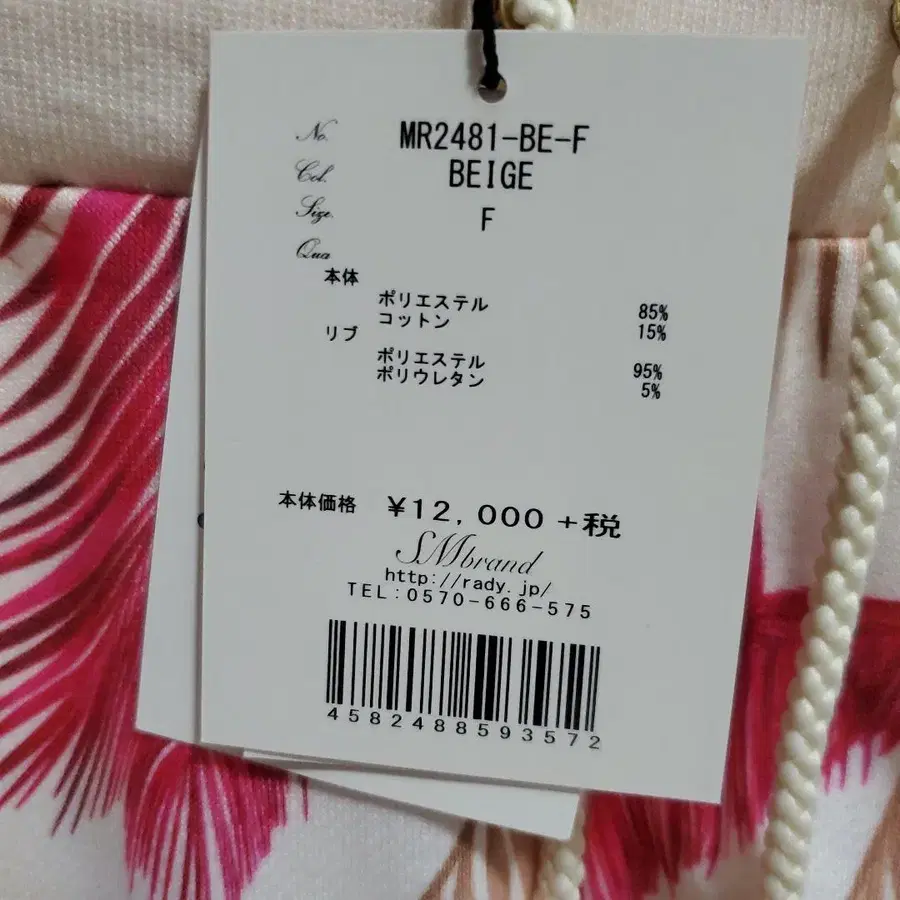 No. MR2481-BE-F
Col. BEIGE
Size. F
Qua
本体
ポリエステル 85%
コットン 15%
リブ
ポリエステル 95%
ポリウレタン 5%
本体価格 ¥12,000+税
SMbrand
http://rady.jp/
TEL:0570-666-575
4582488593572